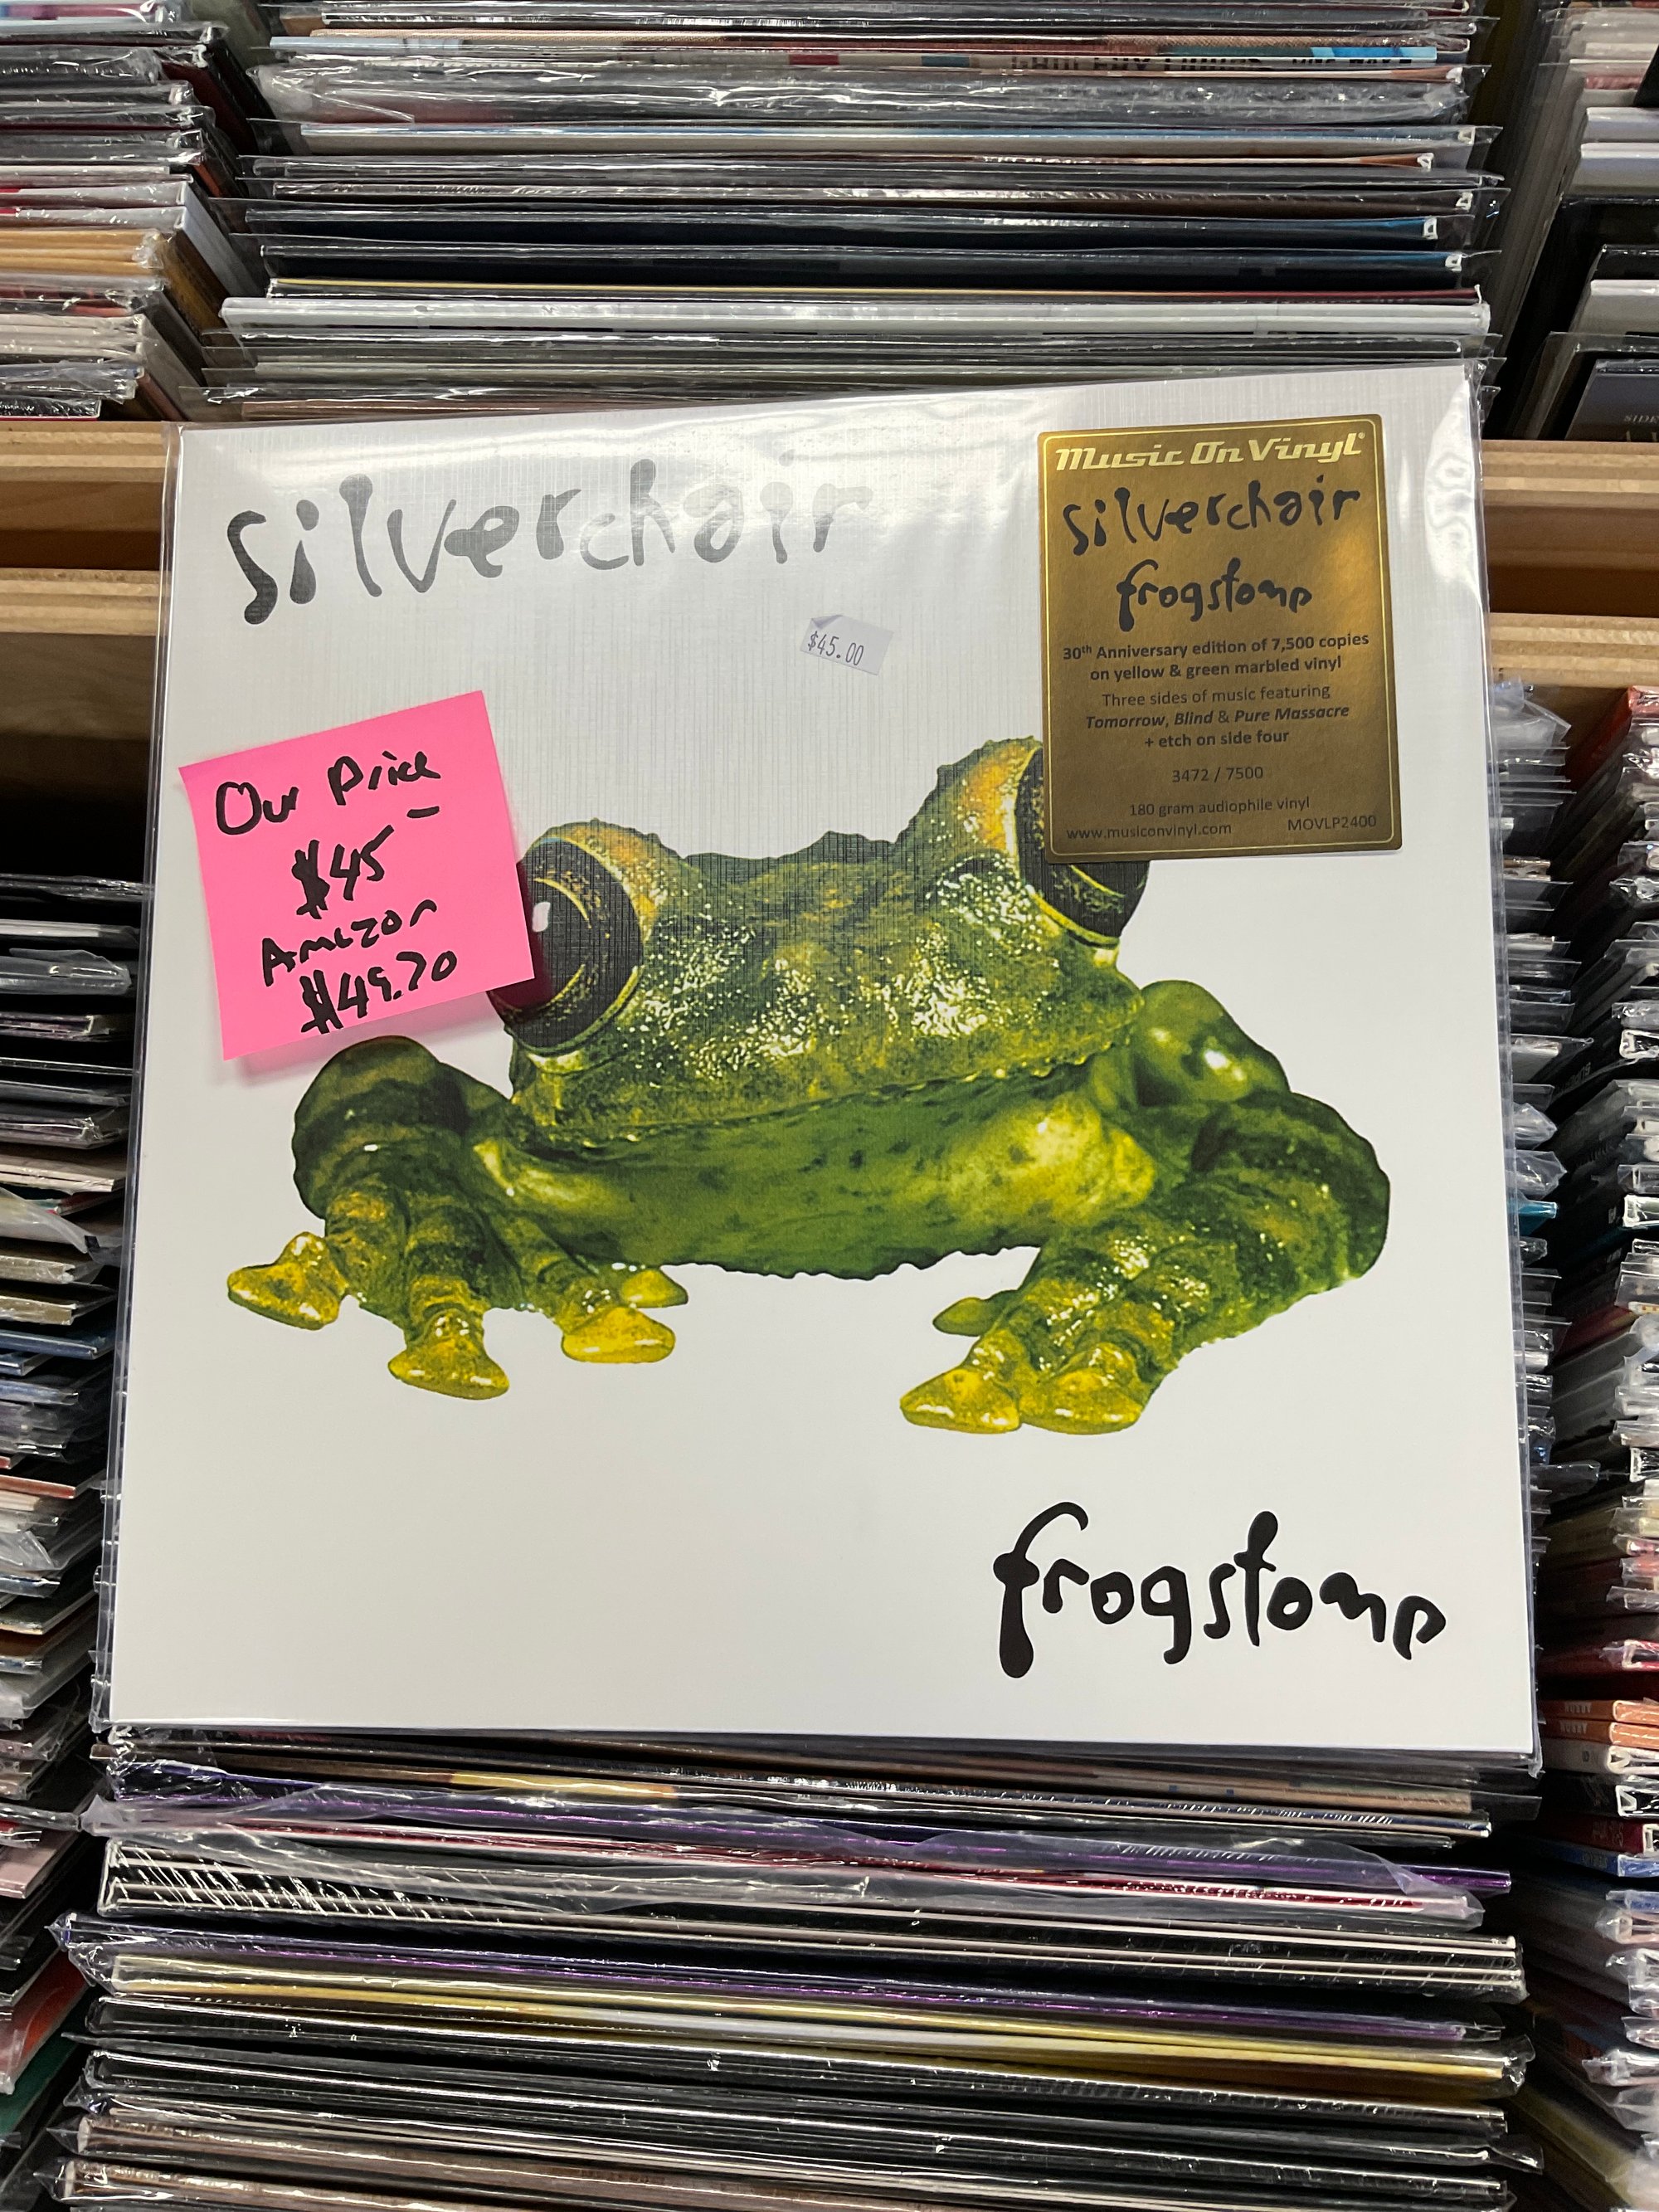 silverchair
Music On Vinyl
silverchair
frogstomp
30th Anniversary edition of 7,500 copies
on yellow & green marbled vinyl
Three sides of music featuring
Tomorrow, Blind & Pure Massacre
+ etch on side four
3472 / 7500
180 gram audiophile vinyl
www.musiconvinyl.com MOVLP2400
$45.00
Our Price
$45-
Amazon
$49.70
frogstomp